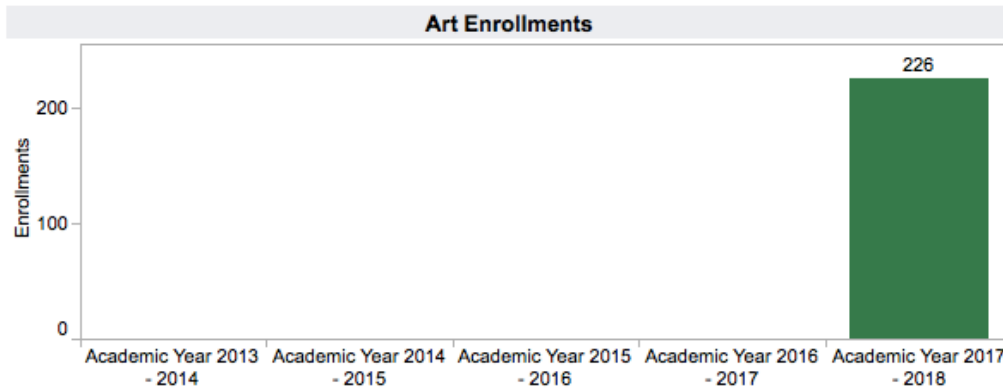 Art Enrollments
226
Enrollments
200
100
0
Academic Year 2013
- 2014
Academic Year 2014
- 2015
Academic Year 2015
- 2016
Academic Year 2016
- 2017
Academic Year 2017
- 2018